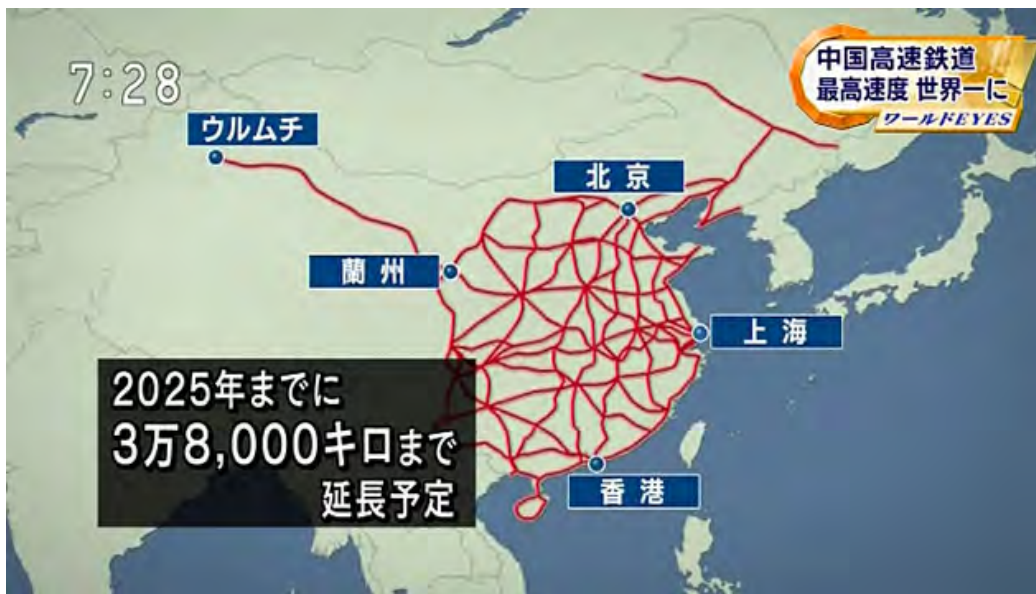 7:28
中国高速鉄道
最高速度 世界一に
ワールドEYES
ウルムチ
北京
蘭州
上海
2025年までに
3万8,000キロまで
延長予定
香港